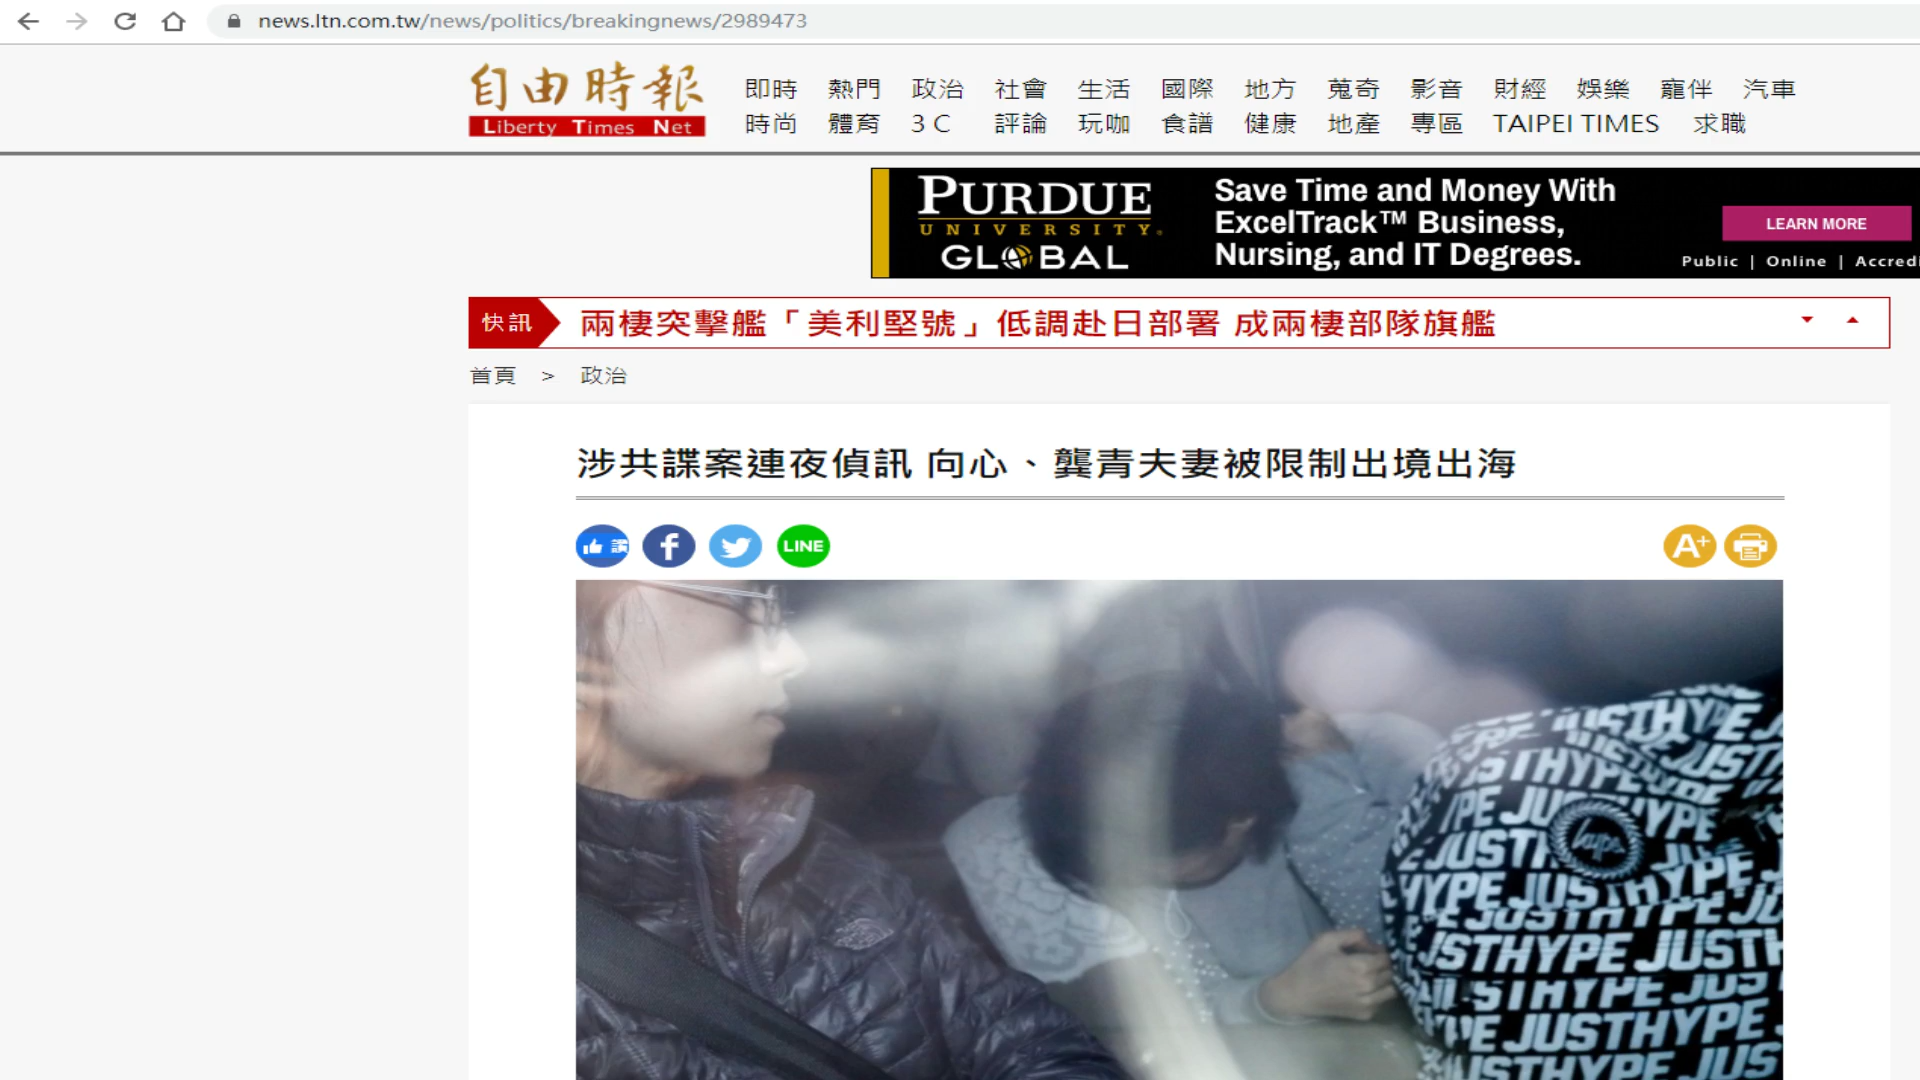 news.ltn.com.tw/news/politics/breakingnews/2989473
自由時報
Liberty Times Net
即時 熱門 政治 社會 生活 國際 地方 蒐奇 影音 財經 娛樂 寵伴 汽車
時尚 體育 3 C 評論 玩咖 食譜 健康 地產 專區 TAIPEI TIMES 求職
PURDUE
UNIVERSITY
GLOBAL
Save Time and Money With
ExcelTrack™ Business,
Nursing, and IT Degrees.
LEARN MORE
Public | Online | Accredi
快訊 兩棲突擊艦「美利堅號」低調赴日部署 成兩棲部隊旗艦
首頁 > 政治
涉共諜案連夜偵訊 向心、龔青夫妻被限制出境出海
讚
LINE
A+
JUSTHYPE JUSTHYPE
hype